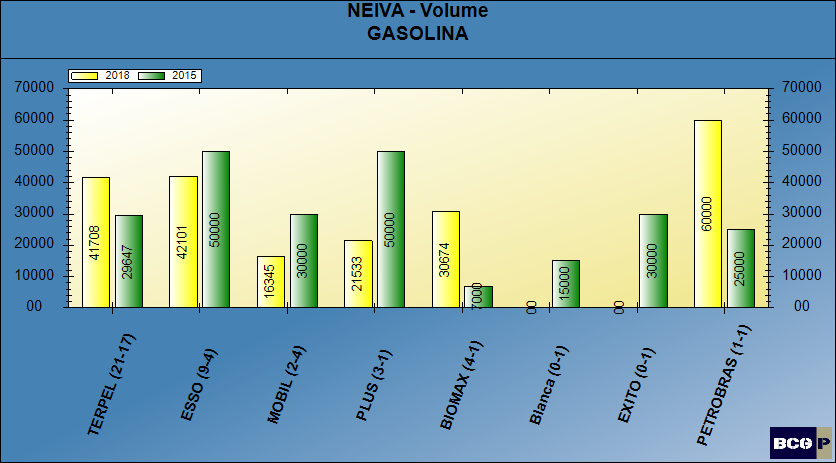 NEIVA - Volume
GASOLINA
2018 2015
70000 70000
60000 60000
50000 50000
40000 40000
30000 30000
20000 20000
10000 10000
00 00
41708
29647
42101
50000
16345
30000
21533
50000
30674
7000
00
15000
00
30000
60000
25000
TERPEL (21-17)
ESSO (9-4)
MOBIL (2-4)
PLUS (3-1)
BIOMAX (4-1)
Blanca (0-1)
EXITO (0-1)
PETROBRAS (1-1)
BCO P